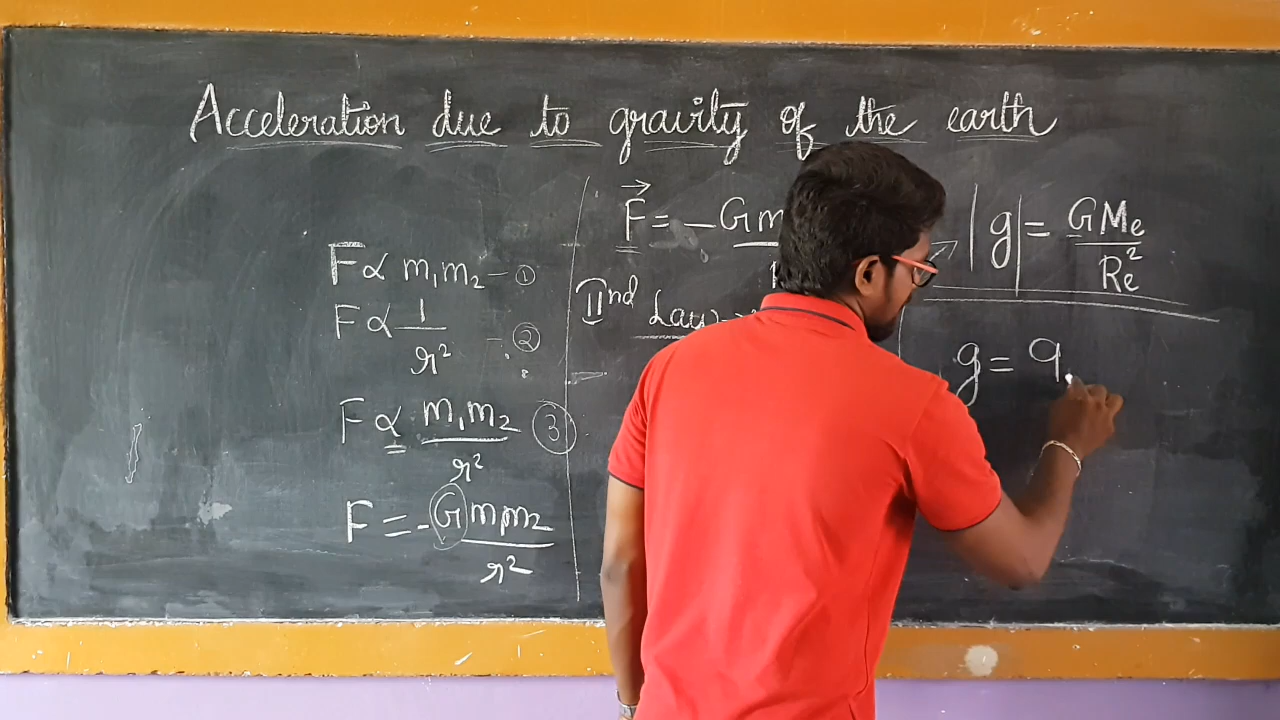 Acceleration due to gravity of the earth
F ∝ m₁m₂ – ①
F ∝ 1/r² – ②
F ∝ m₁m₂/r² ③
F = -G m₁m₂/r²
F⃗ = – Gm
IInd Law
|g| = GMe/Re²
g = 9.